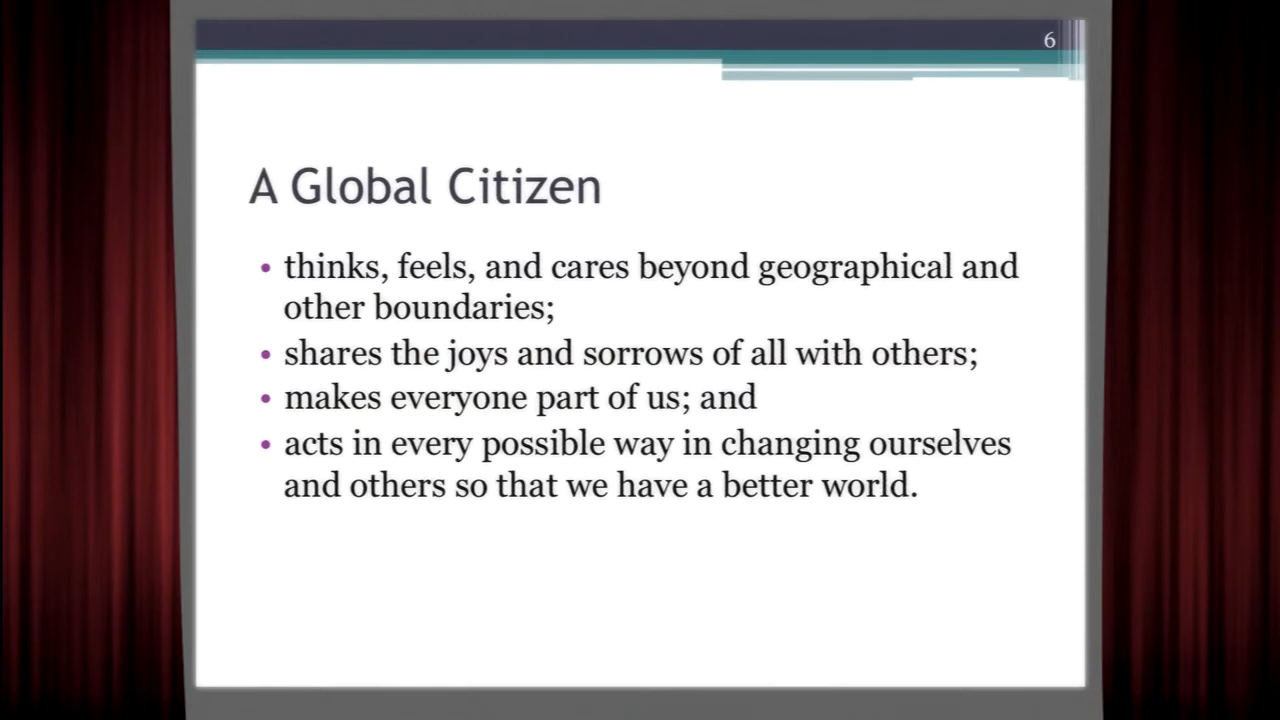 6
A Global Citizen
• thinks, feels, and cares beyond geographical and
other boundaries;
• shares the joys and sorrows of all with others;
• makes everyone part of us; and
• acts in every possible way in changing ourselves
and others so that we have a better world.